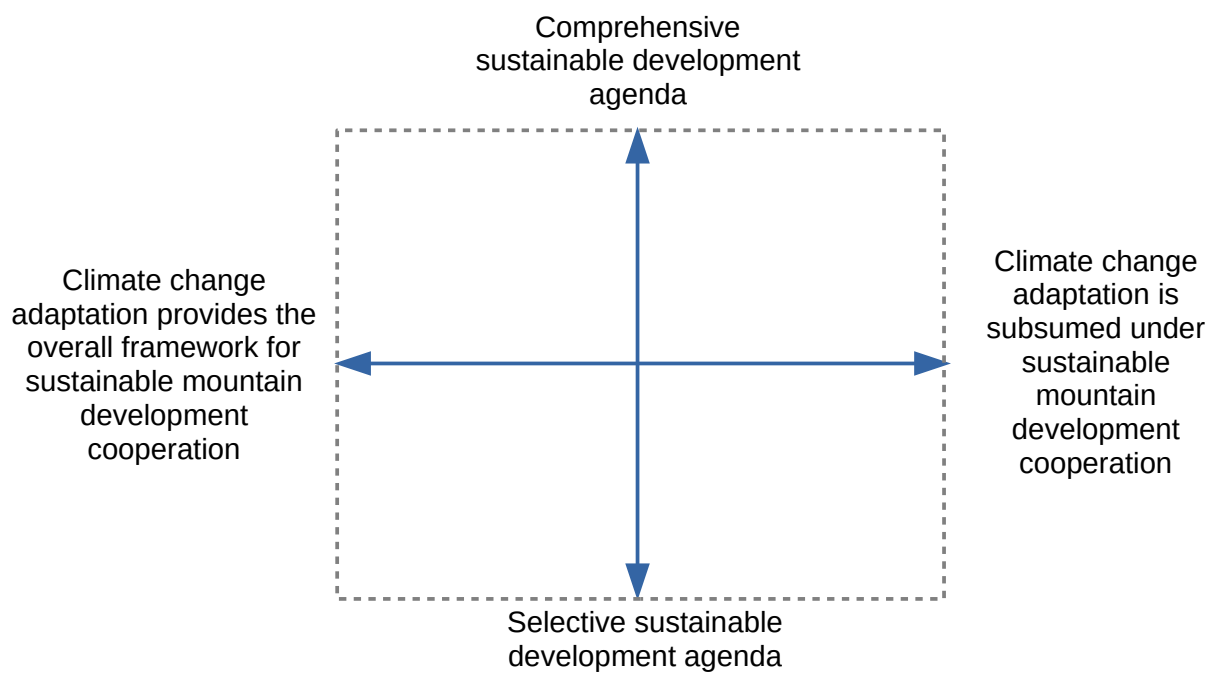 Comprehensive
sustainable development
agenda
Climate change
adaptation provides the
overall framework for
sustainable mountain
development
cooperation
Climate change
adaptation is
subsumed under
sustainable
mountain
development
cooperation
Selective sustainable
development agenda